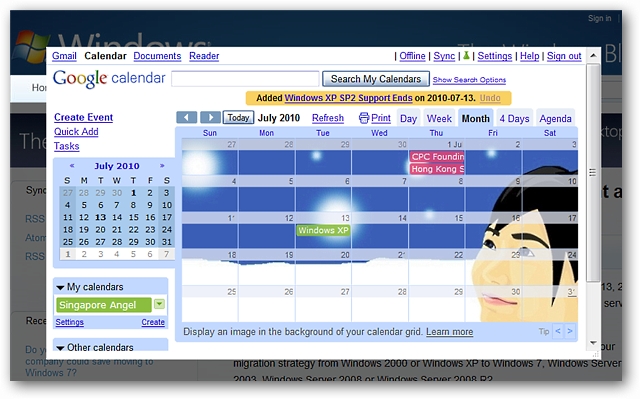 Sign in
Windows
The Win
Bl
Gmail Calendar Documents Reader | Offline | Sync | | Settings | Help | Sign out
Google calendar Search My Calendars Show Search Options
Added Windows XP SP2 Support Ends on 2010-07-13. Undo
Ho
Create Event
Quick Add
Tasks
Today July 2010 Refresh Print Day Week Month 4 Days Agenda
The
ktop
« July 2010 »
S M T W T F S
27 28 29 30 1 2 3
4 5 6 7 8 9 10
11 12 13 14 15 16 17
18 19 20 21 22 23 24
25 26 27 28 29 30 31
1 2 3 4 5 6 7
Sun Mon Tue Wed Thu Fri Sat
27 28 29 30 1 Jul 2 3
CPC Foundin
Hong Kong S
4 5 6 7 8 9 10
11 12 13 14 15 16 17
Windows XP
18 19 20 21 22 23 24
25 26 27 28 29 30 31
Sync
RSS
Atom
RSS
My calendars
Singapore Angel
Settings Create
Other calendars
Display an image in the background of your calendar grid. Learn more Tip < >
Rece
Do yo
company could save moving to
Windows 7?
your
migration strategy from Windows 2000 or Windows XP to Windows 7, Windows Server
2003, Windows Server 2008 or Windows Server 2008 R2